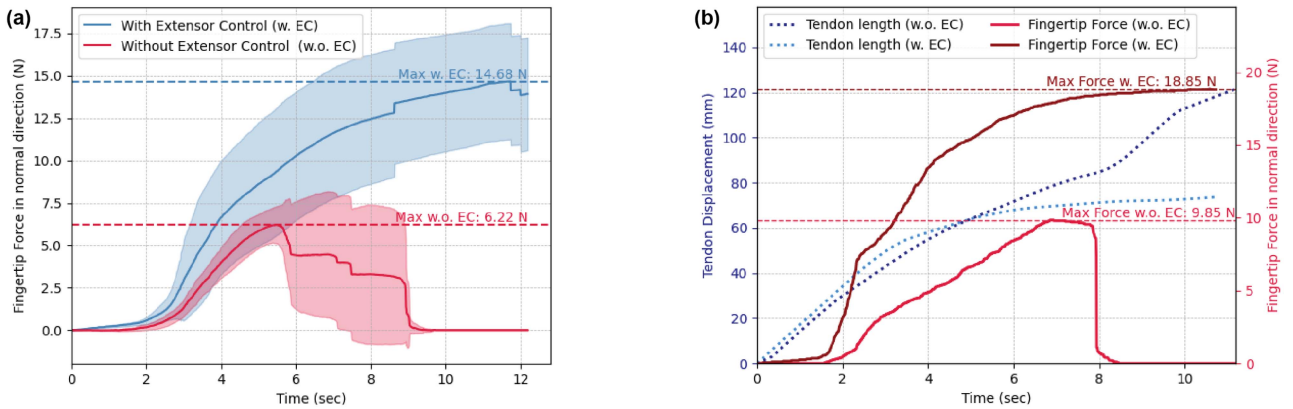 (a)
With Extensor Control (w. EC)
Without Extensor Control (w.o. EC)
Max w. EC: 14.68 N
Max w.o. EC: 6.22 N
Fingertip Force in normal direction (N)
17.5
15.0
12.5
10.0
7.5
5.0
2.5
0.0
0 2 4 6 8 10 12
Time (sec)
(b)
Tendon length (w.o. EC)
Tendon length (w. EC)
Fingertip Force (w.o. EC)
Fingertip Force (w. EC)
Max Force w. EC: 18.85 N
Max Force w.o. EC: 9.85 N
Tendon Displacement (mm)
140
120
100
80
60
40
20
0
0 2 4 6 8 10
Time (sec)
20
15
10
5
0
Fingertip Force in normal direction (N)